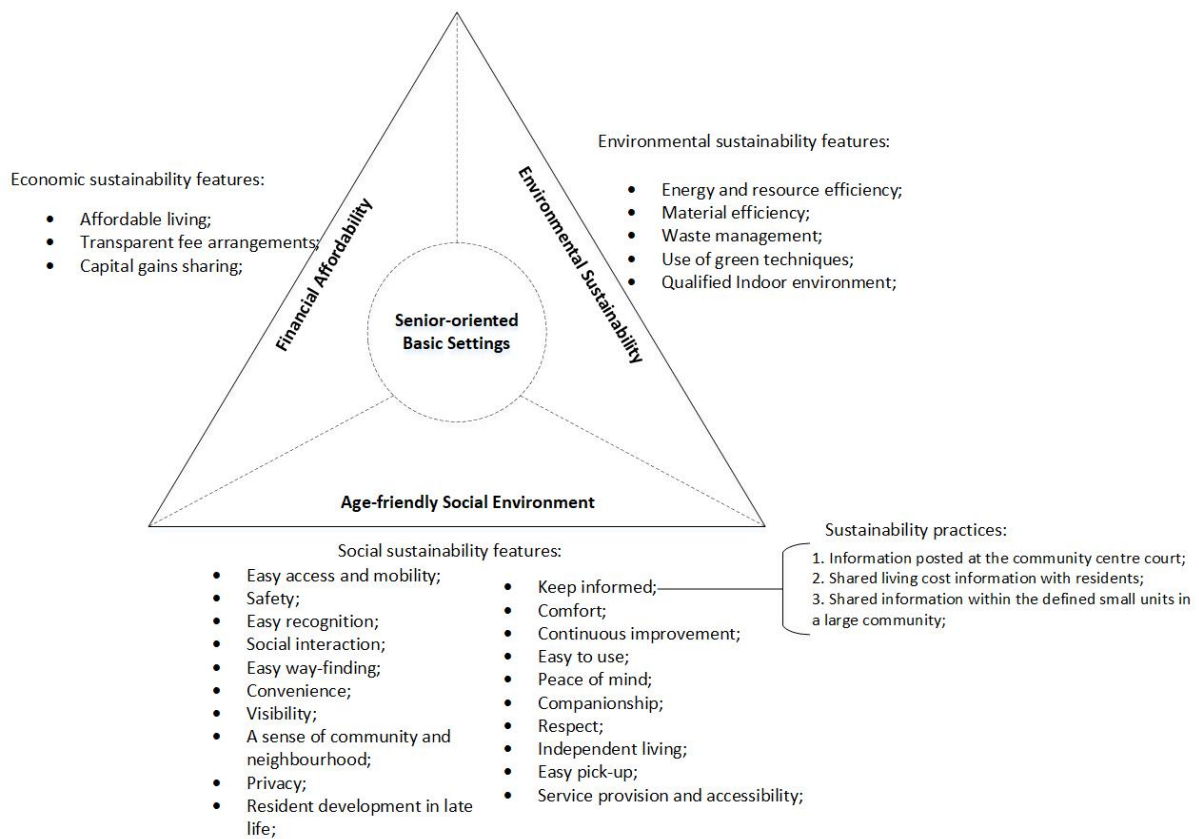 Economic sustainability features:
• Affordable living;
• Transparent fee arrangements;
• Capital gains sharing;
Financial Affordability
Environmental Sustainability
Environmental sustainability features:
• Energy and resource efficiency;
• Material efficiency;
• Waste management;
• Use of green techniques;
• Qualified Indoor environment;
Senior-oriented
Basic Settings
Age-friendly Social Environment
Social sustainability features:
• Easy access and mobility;
• Safety;
• Easy recognition;
• Social interaction;
• Easy way-finding;
• Convenience;
• Visibility;
• A sense of community and
neighbourhood;
• Privacy;
• Resident development in late
life;
• Keep informed;
• Comfort;
• Continuous improvement;
• Easy to use;
• Peace of mind;
• Companionship;
• Respect;
• Independent living;
• Easy pick-up;
• Service provision and accessibility;
Sustainability practices:
1. Information posted at the community centre court;
2. Shared living cost information with residents;
3. Shared information within the defined small units in
a large community;